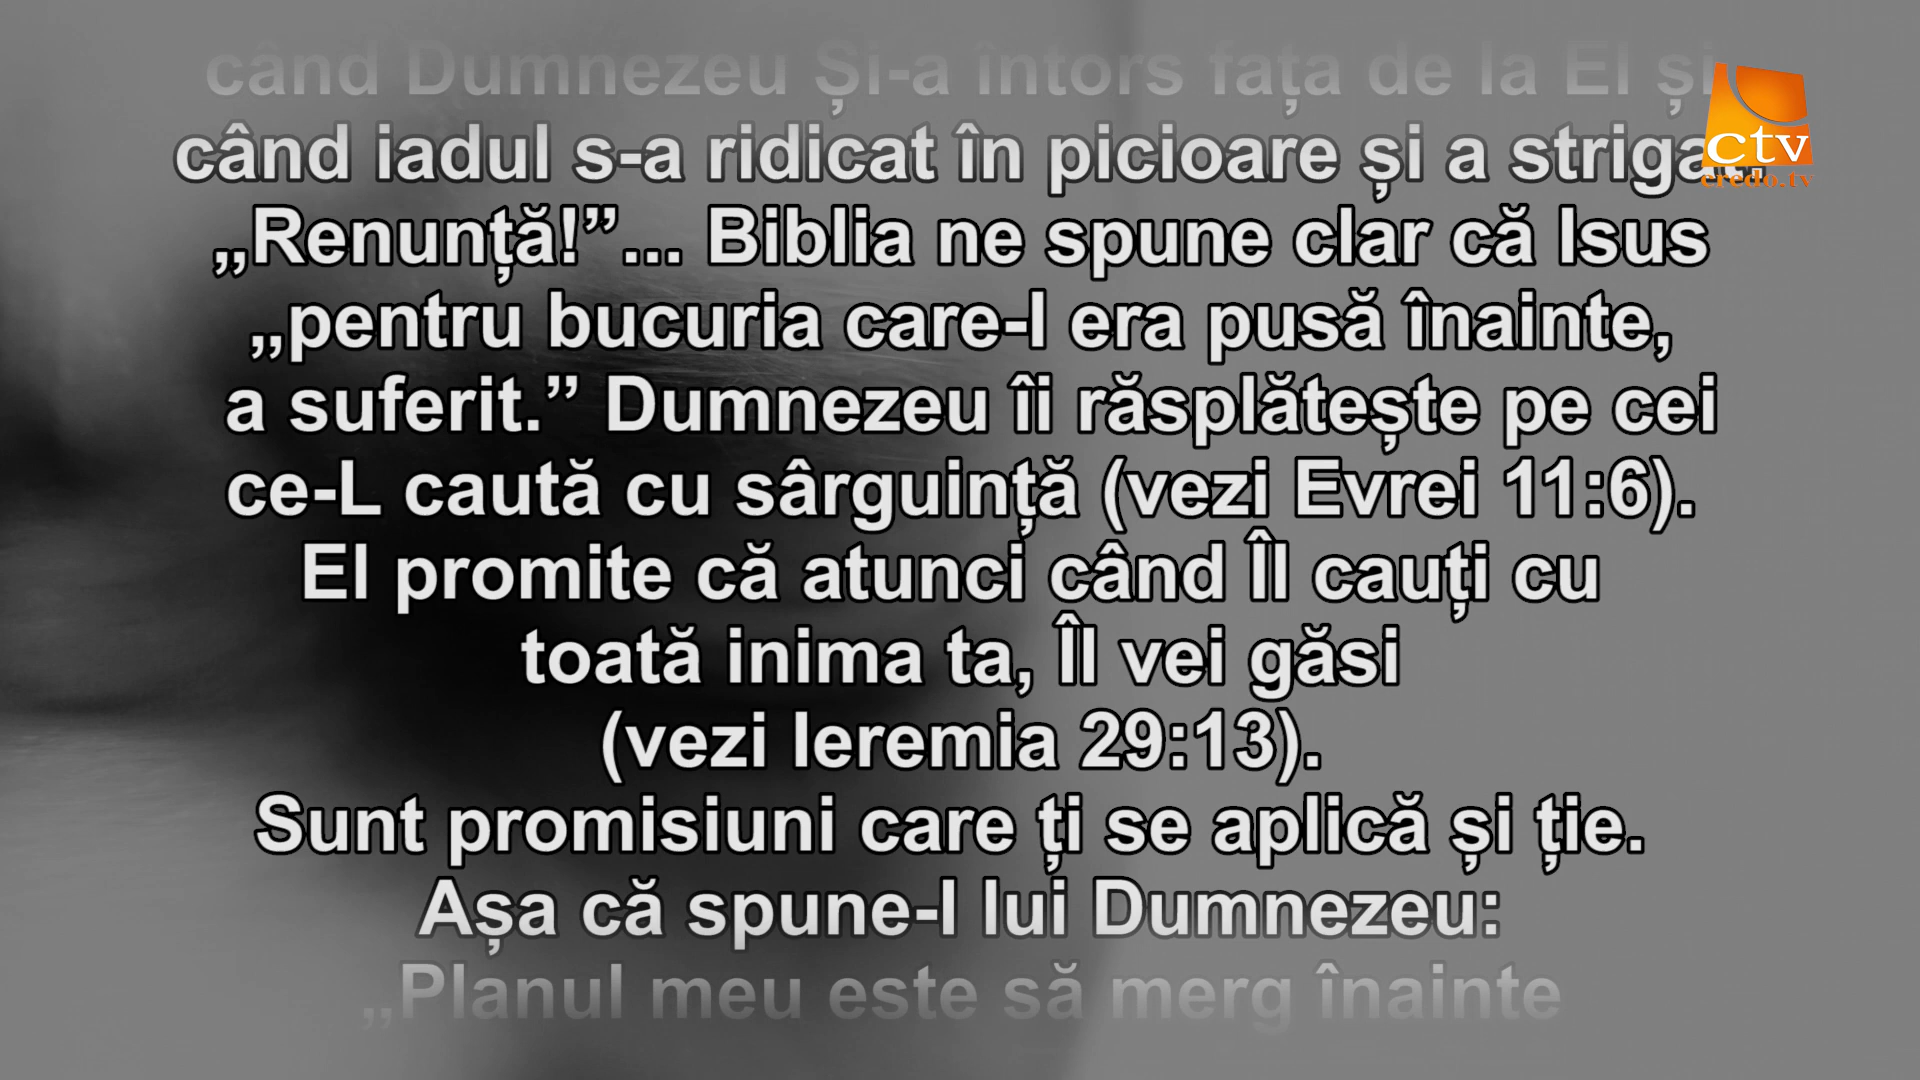 când Dumnezeu Și-a întors fața de la El și
când iadul s-a ridicat în picioare și a striga
„Renunță!”... Biblia ne spune clar că Isus
„pentru bucuria care-I era pusă înainte,
a suferit.” Dumnezeu îi răsplătește pe cei
ce-L caută cu sârguință (vezi Evrei 11:6).
El promite că atunci când Îl cauți cu
toată inima ta, Îl vei găsi
(vezi Ieremia 29:13).
Sunt promisiuni care ți se aplică și ție.
Așa că spune-I lui Dumnezeu:
„Planul meu este să merg înainte
ctv
credo.tv